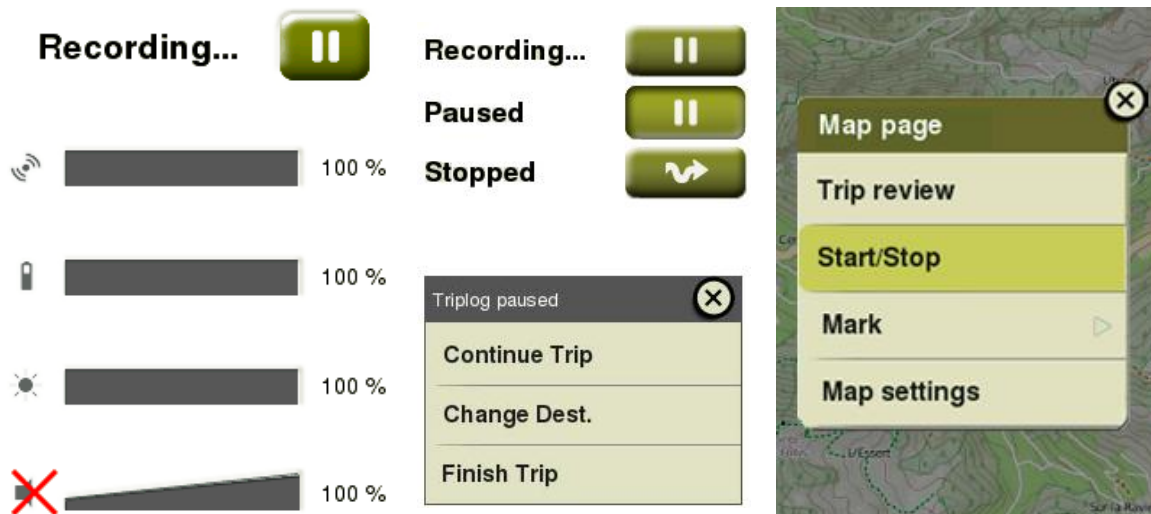 Recording...
100 %
100 %
100 %
100 %
Recording...
Paused
Stopped
Triplog paused
Continue Trip
Change Dest.
Finish Trip
Map page
Trip review
Start/Stop
Mark
Map settings
L'Essert